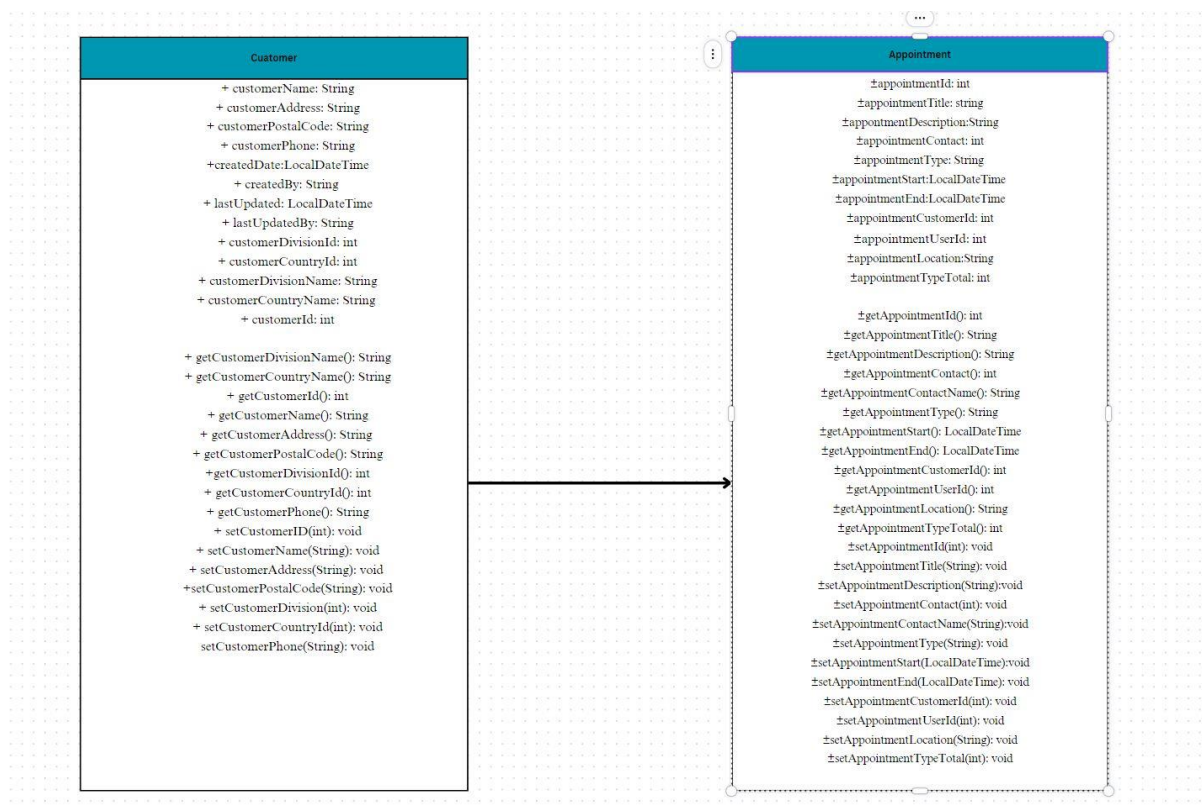 Cuatomer
+ customerName: String
+ customerAddress: String
+ customerPostalCode: String
+ customerPhone: String
+createdDate:LocalDateTime
+ createdBy: String
+ lastUpdated: LocalDateTime
+ lastUpdatedBy: String
+ customerDivisionId: int
+ customerCountryId: int
+ customerDivisionName: String
+ customerCountryName: String
+ customerId: int
+ getCustomerDivisionName(): String
+ getCustomerCountryName(): String
+ getCustomerId(): int
+ getCustomerName(): String
+ getCustomerAddress(): String
+ getCustomerPostalCode(): String
+getCustomerDivisionId(): int
+ getCustomerCountryId(): int
+ getCustomerPhone(): String
+ setCustomerID(int): void
+ setCustomerName(String): void
+ setCustomerAddress(String): void
+setCustomerPostalCode(String): void
+ setCustomerDivision(int): void
+ setCustomerCountryId(int): void
setCustomerPhone(String): void
Appointment
±appointmentId: int
±appointmentTitle: string
±appontmentDescription:String
±appointmentContact: int
±appointmentType: String
±appointmentStart:LocalDateTime
±appointmentEnd:LocalDateTime
±appointmentCustomerId: int
±appointmentUserId: int
±appointmentLocation:String
±appointmentTypeTotal: int
±getAppointmentId(): int
±getAppointmentTitle(): String
±getAppointmentDescription(): String
±getAppointmentContact(): int
±getAppointmentContactName(): String
±getAppointmentType(): String
±getAppointmentStart(): LocalDateTime
±getAppointmentEnd(): LocalDateTime
±getAppointmentCustomerId(): int
±getAppointmentUserId(): int
±getAppointmentLocation(): String
±getAppointmentTypeTotal(): int
±setAppointmentId(int): void
±setAppointmentTitle(String): void
±setAppointmentDescription(String):void
±setAppointmentContact(int): void
±setAppointmentContactName(String):void
±setAppointmentType(String): void
±setAppointmentStart(LocalDateTime):void
±setAppointmentEnd(LocalDateTime): void
±setAppointmentCustomerId(int): void
±setAppointmentUserId(int): void
±setAppointmentLocation(String): void
±setAppointmentTypeTotal(int): void